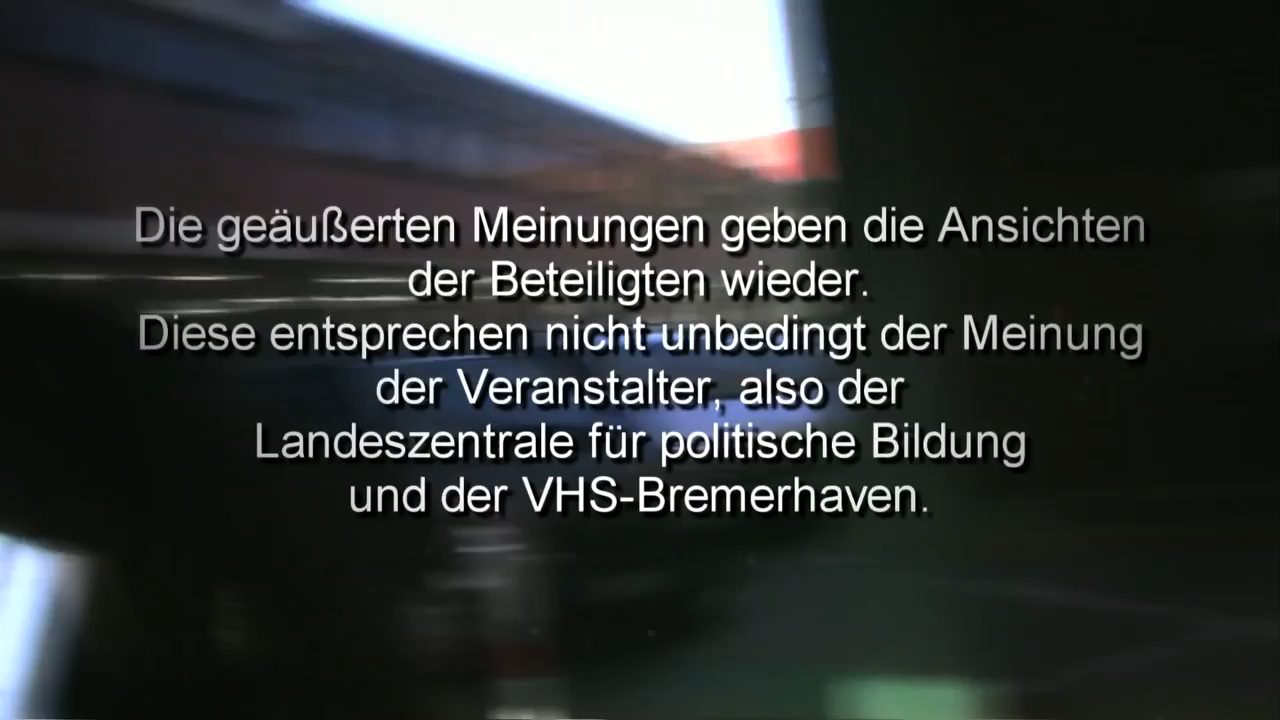 Die geäußerten Meinungen geben die Ansichten
der Beteiligten wieder.
Diese entsprechen nicht unbedingt der Meinung
der Veranstalter, also der
Landeszentrale für politische Bildung
und der VHS-Bremerhaven.